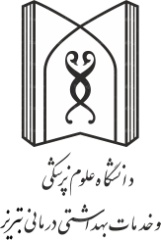 دانشگاه علوم پزشکی
و خدمات بهداشتی درمانی تبریز